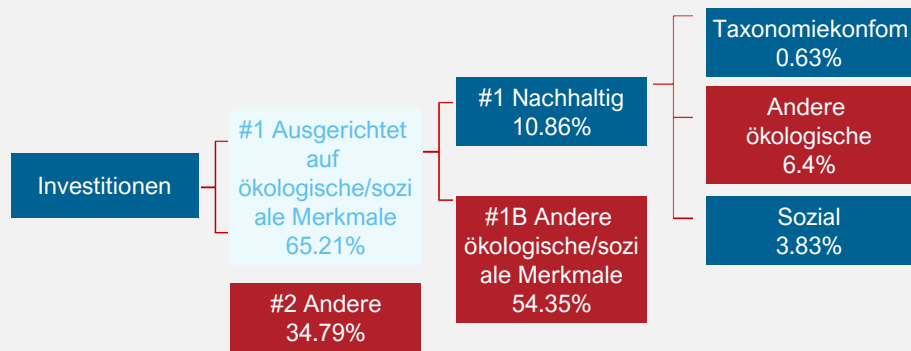 Investitionen
#1 Ausgerichtet
auf
ökologische/sozi
ale Merkmale
65.21%
#2 Andere
34.79%
#1 Nachhaltig
10.86%
#1B Andere
ökologische/sozi
ale Merkmale
54.35%
Taxonomiekonfom
0.63%
Andere
ökologische
6.4%
Sozial
3.83%